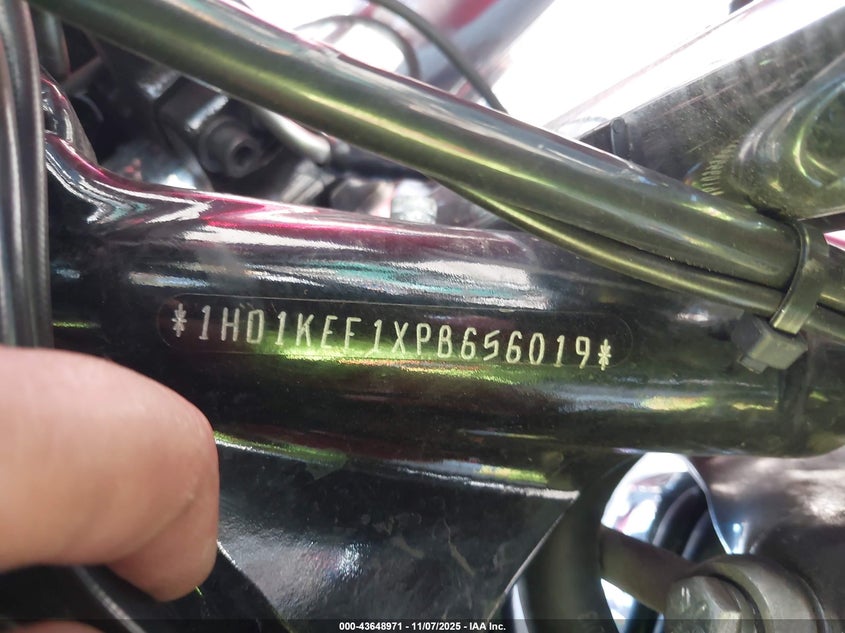 *1HD1KEF1XPB656019*
000-43648971 - 11/07/2025 - IAA Inc.